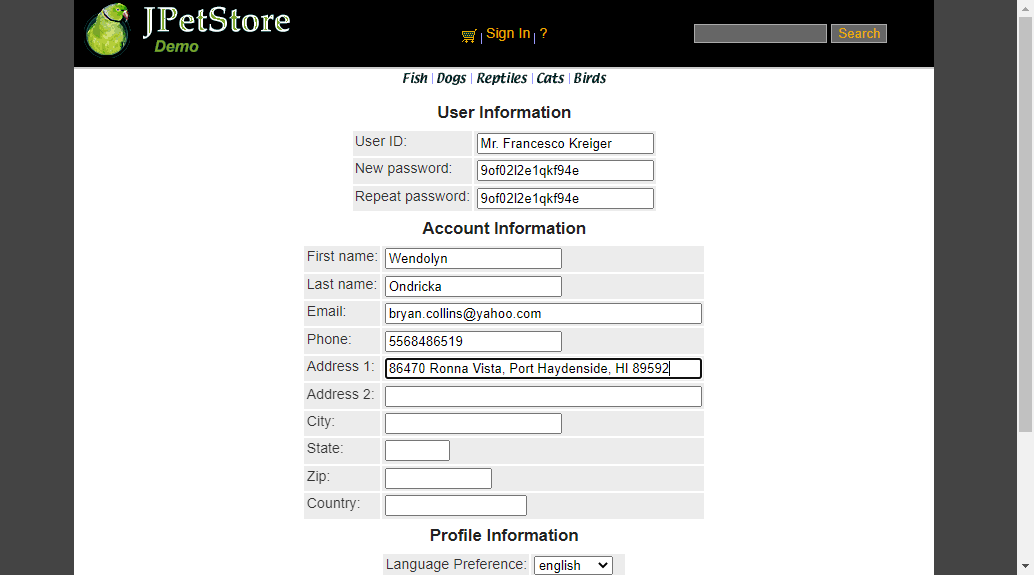 JPetStore
Demo
Sign In | ?
Search
Fish | Dogs | Reptiles | Cats | Birds
User Information
User ID: Mr. Francesco Kreiger
New password: 9of02l2e1qkf94e
Repeat password: 9of02l2e1qkf94e
Account Information
First name: Wendolyn
Last name: Ondricka
Email: bryan.collins@yahoo.com
Phone: 5568486519
Address 1: 86470 Ronna Vista, Port Haydenside, HI 89592
Address 2:
City:
State:
Zip:
Country:
Profile Information
Language Preference: english